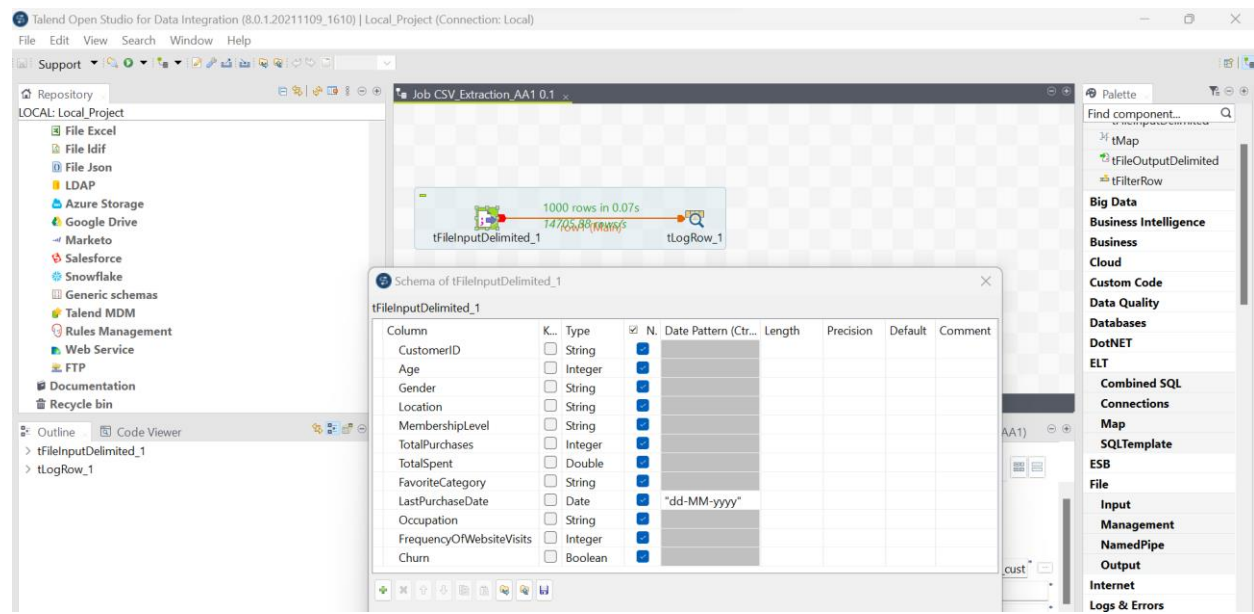 Talend Open Studio for Data Integration (8.0.1.20211109_1610) | Local_Project (Connection: Local)
File Edit View Search Window Help
Support
Repository
LOCAL: Local_Project
File Excel
File ldif
File Json
LDAP
Azure Storage
Google Drive
Marketo
Salesforce
Snowflake
Generic schemas
Talend MDM
Rules Management
Web Service
FTP
Documentation
Recycle bin
Outline Code Viewer
tFileInputDelimited_1
tLogRow_1
Job CSV_Extraction_AA1 0.1
1000 rows in 0.07s
14705.88 rows/s
row1 (Main)
tFileInputDelimited_1
tLogRow_1
Schema of tFileInputDelimited_1
tFileInputDelimited_1
Column K... Type N. Date Pattern (Ctr... Length Precision Default Comment
CustomerID String
Age Integer
Gender String
Location String
MembershipLevel String
TotalPurchases Integer
TotalSpent Double
FavoriteCategory String
LastPurchaseDate Date "dd-MM-yyyy"
Occupation String
FrequencyOfWebsiteVisits Integer
Churn Boolean
AA1)
_cust
Palette
Find component...
tMap
tFileOutputDelimited
tFilterRow
Big Data
Business Intelligence
Business
Cloud
Custom Code
Data Quality
Databases
DotNET
ELT
Combined SQL
Connections
Map
SQLTemplate
ESB
File
Input
Management
NamedPipe
Output
Internet
Logs & Errors